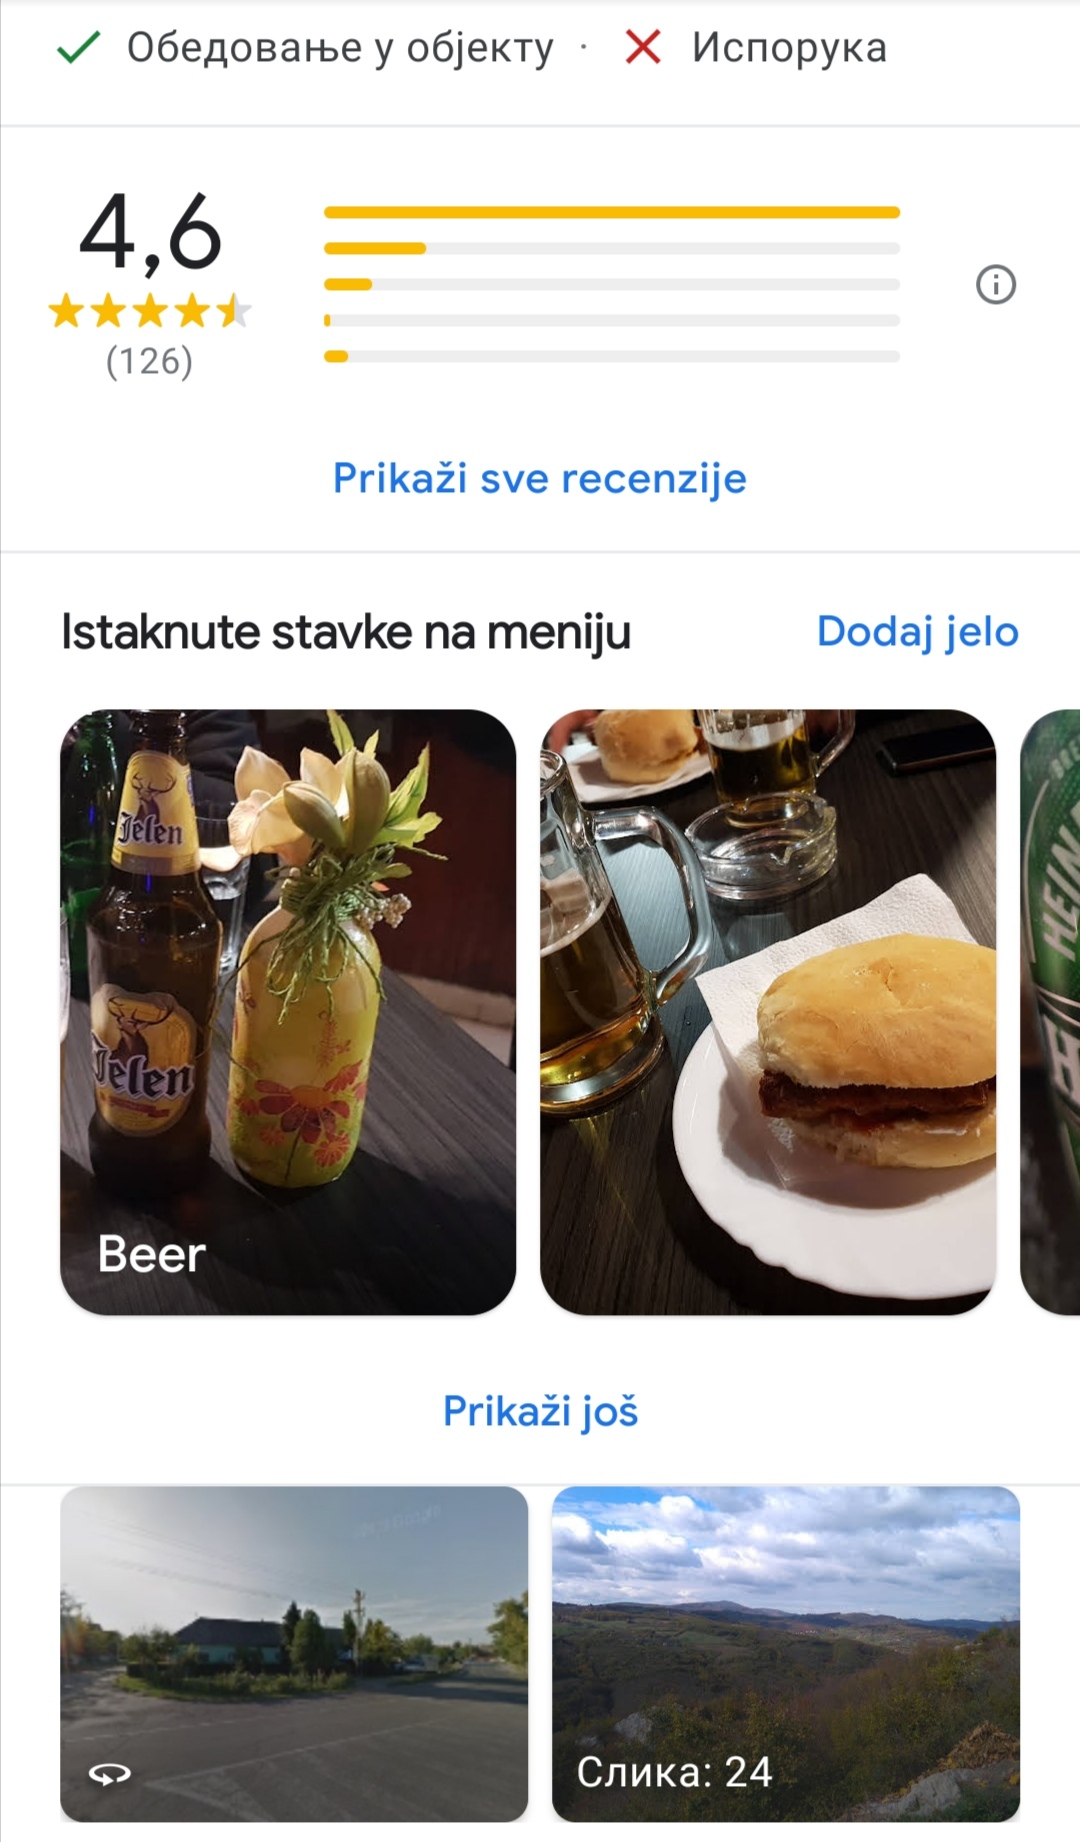 Обедовање у објекту · Испорука
4,6
(126)
Prikaži sve recenzije
Istaknute stavke na meniju
Dodaj jelo
Jelen
Jelen
Beer
HEIN
Prikaži još
Слика: 24